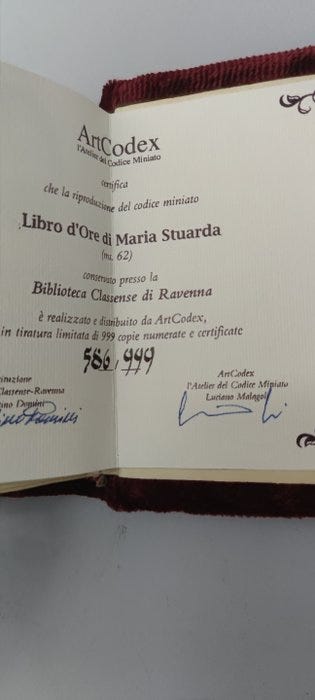 ArtCodex
l'Atelier del Codice Miniato
certifica
che la riproduzione del codice miniato
Libro d'Ore di Maria Stuarda
(ms. 62)
conservato presso la
Biblioteca Classense di Ravenna
è realizzato e distribuito da ArtCodex,
in tiratura limitata di 999 copie numerate e certificate
586/999
Classense-Ravenna
ArtCodex
l'Atelier del Codice Miniato
Luciano Malagol